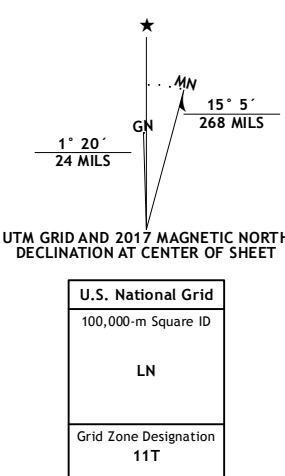 ★
MN
15° 5´
268 MILS
GN
1° 20´
24 MILS
UTM GRID AND 2017 MAGNETIC NORTH
DECLINATION AT CENTER OF SHEET
U.S. National Grid
100,000-m Square ID
LN
Grid Zone Designation
11T